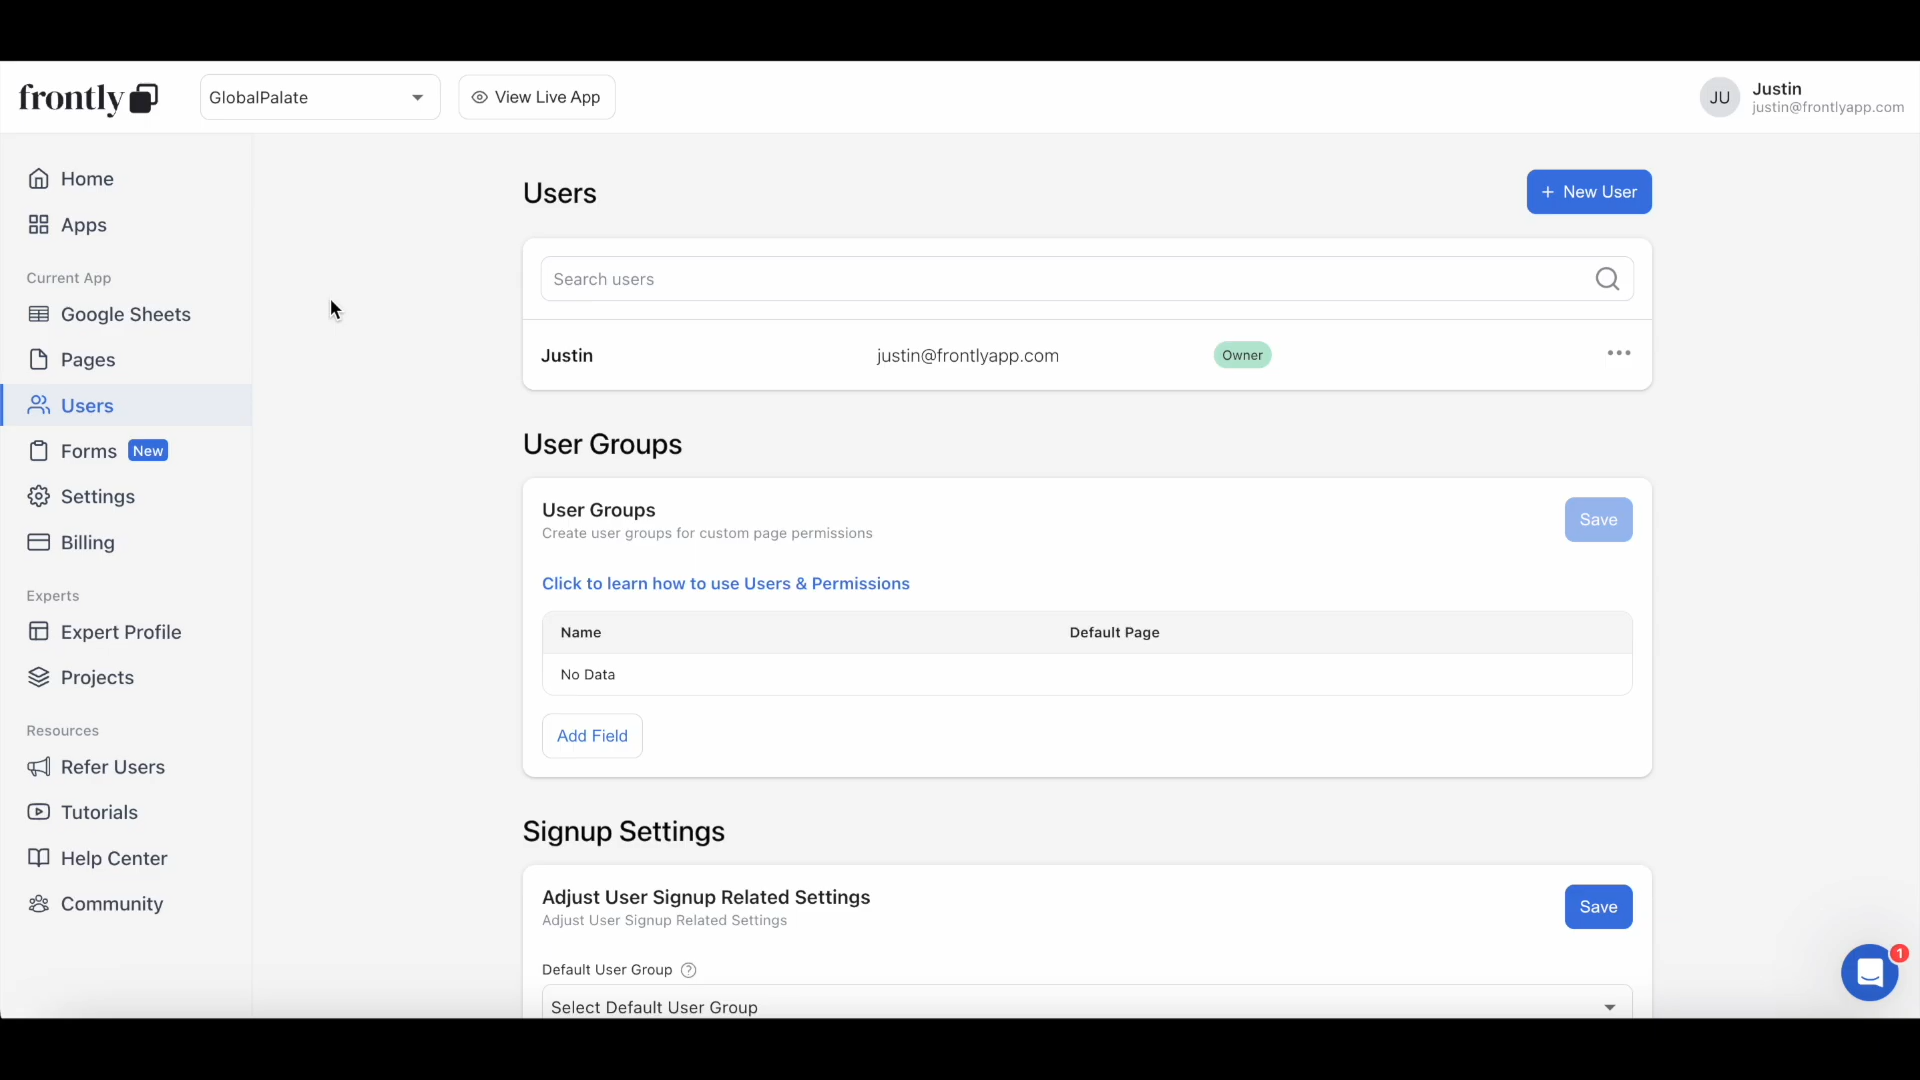 frontly
GlobalPalate
View Live App
JU
Justin
justin@frontlyapp.com
Home
Apps
Current App
Google Sheets
Pages
Users
Forms New
Settings
Billing
Experts
Expert Profile
Projects
Resources
Refer Users
Tutorials
Help Center
Community
Users
+ New User
Search users
Justin justin@frontlyapp.com Owner
User Groups
User Groups
Create user groups for custom page permissions
Save
Click to learn how to use Users & Permissions
Name Default Page
No Data
Add Field
Signup Settings
Adjust User Signup Related Settings
Adjust User Signup Related Settings
Save
Default User Group ?
Select Default User Group
1